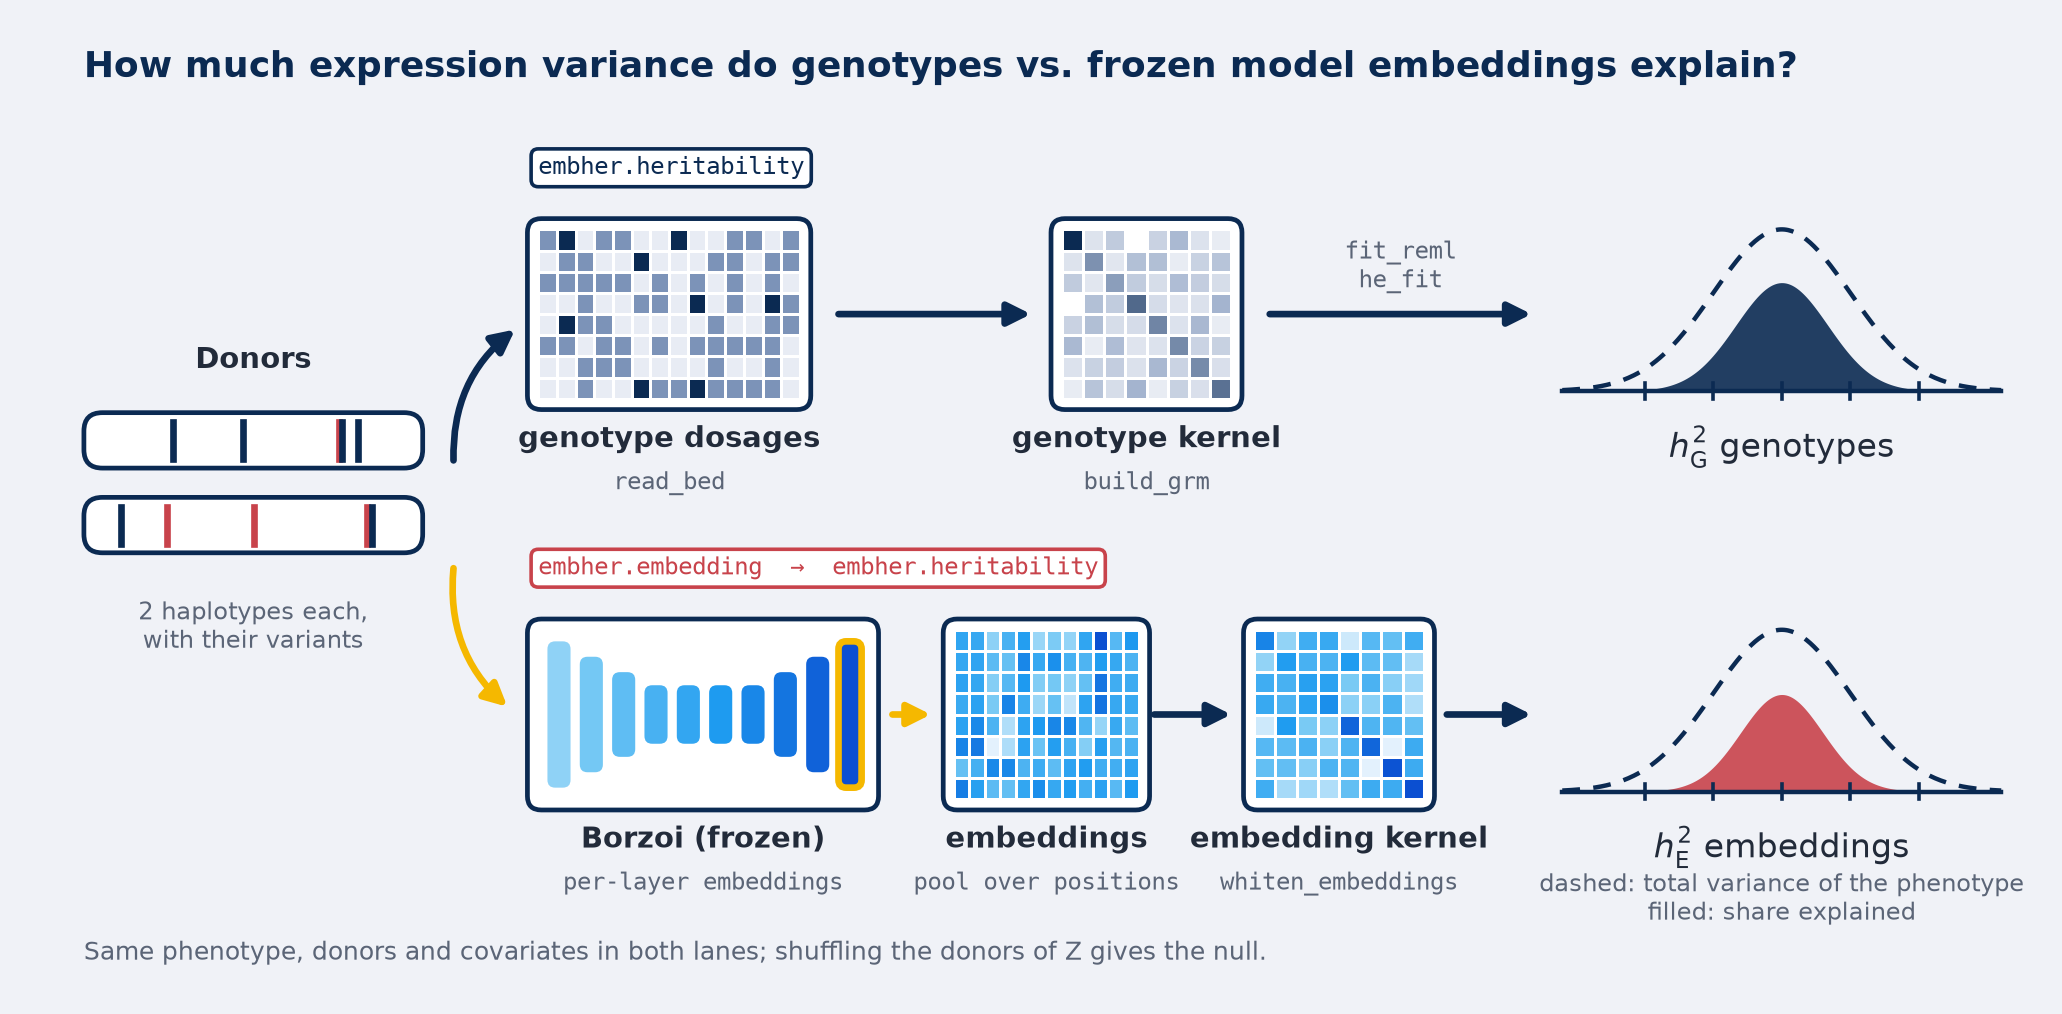 How much expression variance do genotypes vs. frozen model embeddings explain?
embher.heritability
fit_reml
he_fit
Donors
genotype dosages
read_bed
genotype kernel
build_grm
h²G genotypes
2 haplotypes each,
with their variants
embher.embedding → embher.heritability
Borzoi (frozen)
per-layer embeddings
embeddings
pool over positions
embedding kernel
whiten_embeddings
h²E embeddings
dashed: total variance of the phenotype
filled: share explained
Same phenotype, donors and covariates in both lanes; shuffling the donors of Z gives the null.